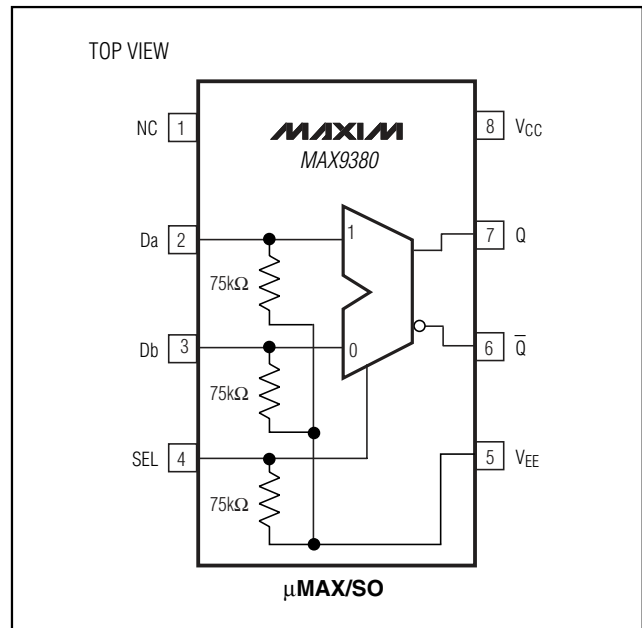 TOP VIEW
NC 1
MAXIM
MAX9380
8 VCC
Da 2
1
7 Q
75kΩ
Db 3
0
6 Q̅
75kΩ
SEL 4
5 VEE
75kΩ
µMAX/SO